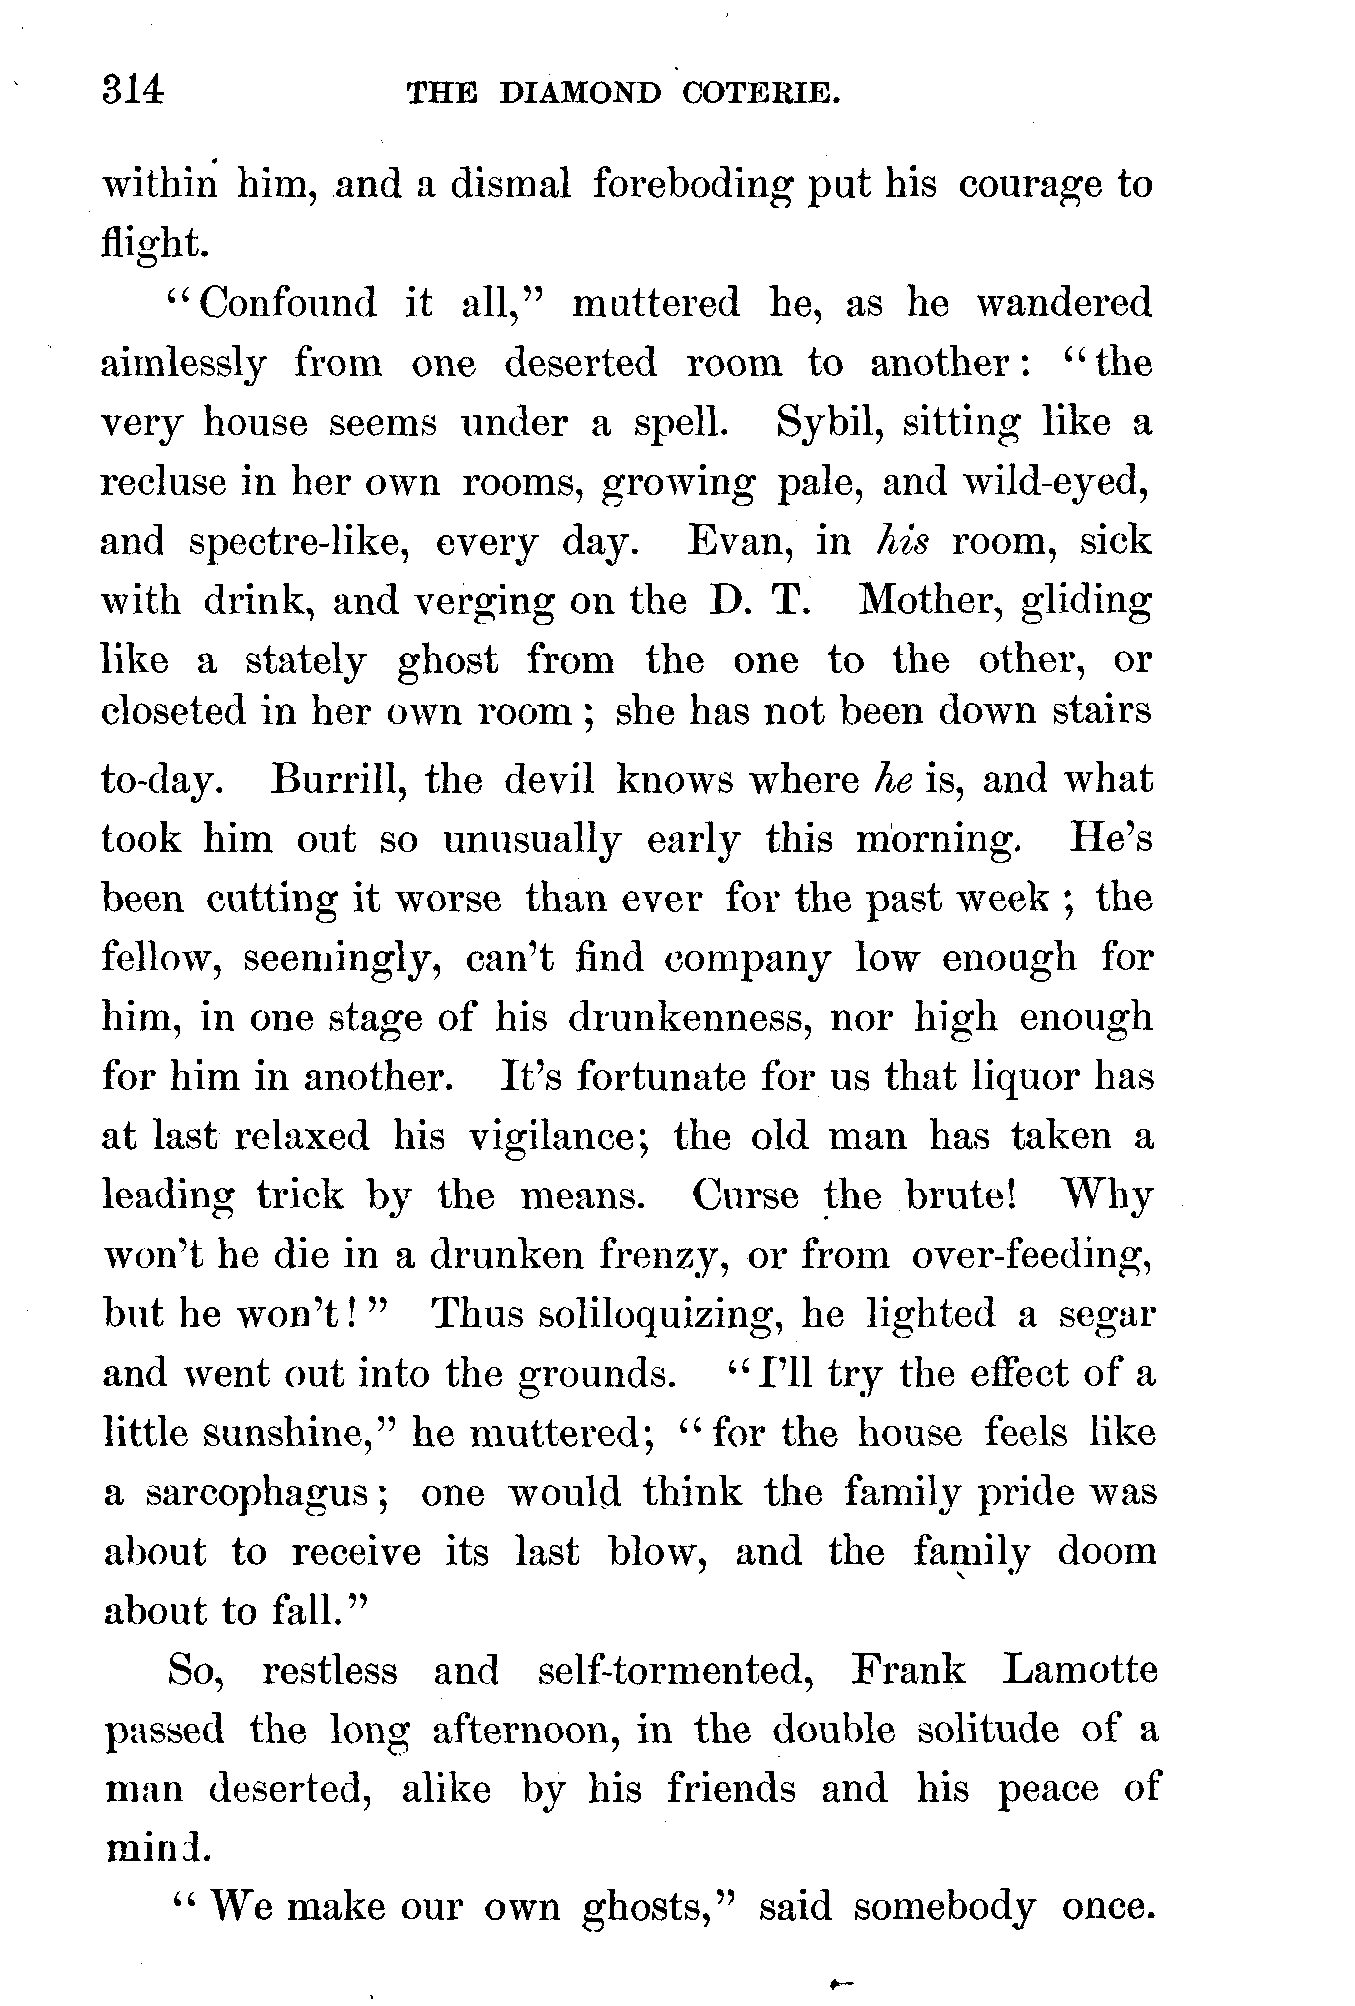 314 THE DIAMOND COTERIE.
within him, and a dismal foreboding put his courage to
flight.
"Confound it all," muttered he, as he wandered
aimlessly from one deserted room to another: "the
very house seems under a spell. Sybil, sitting like a
recluse in her own rooms, growing pale, and wild-eyed,
and spectre-like, every day. Evan, in his room, sick
with drink, and verging on the D. T. Mother, gliding
like a stately ghost from the one to the other, or
closeted in her own room; she has not been down stairs
to-day. Burrill, the devil knows where he is, and what
took him out so unusually early this morning. He's
been cutting it worse than ever for the past week; the
fellow, seemingly, can't find company low enough for
him, in one stage of his drunkenness, nor high enough
for him in another. It's fortunate for us that liquor has
at last relaxed his vigilance; the old man has taken a
leading trick by the means. Curse the brute! Why
won't he die in a drunken frenzy, or from over-feeding,
but he won't!" Thus soliloquizing, he lighted a segar
and went out into the grounds. "I'll try the effect of a
little sunshine," he muttered; "for the house feels like
a sarcophagus; one would think the family pride was
about to receive its last blow, and the family doom
about to fall."
So, restless and self-tormented, Frank Lamotte
passed the long afternoon, in the double solitude of a
man deserted, alike by his friends and his peace of
mind.
"We make our own ghosts," said somebody once.